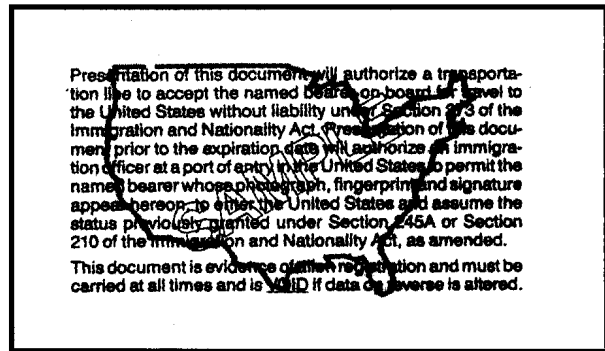 Presentation of this document will authorize a transporta-
tion line to accept the named bearer on board for travel to
the United States without liability under Section 273 of the
Immigration and Nationality Act. Presentation of this docu-
ment prior to the expiration date will authorize an immigra-
tion officer at a port of entry in the United States to permit the
named bearer whose photograph, fingerprint and signature
appear hereon, to enter the United States and assume the
status previously granted under Section 245A or Section
210 of the Immigration and Nationality Act, as amended.
This document is evidence of alien registration and must be
carried at all times and is VOID if data on reverse is altered.
SAMPLE